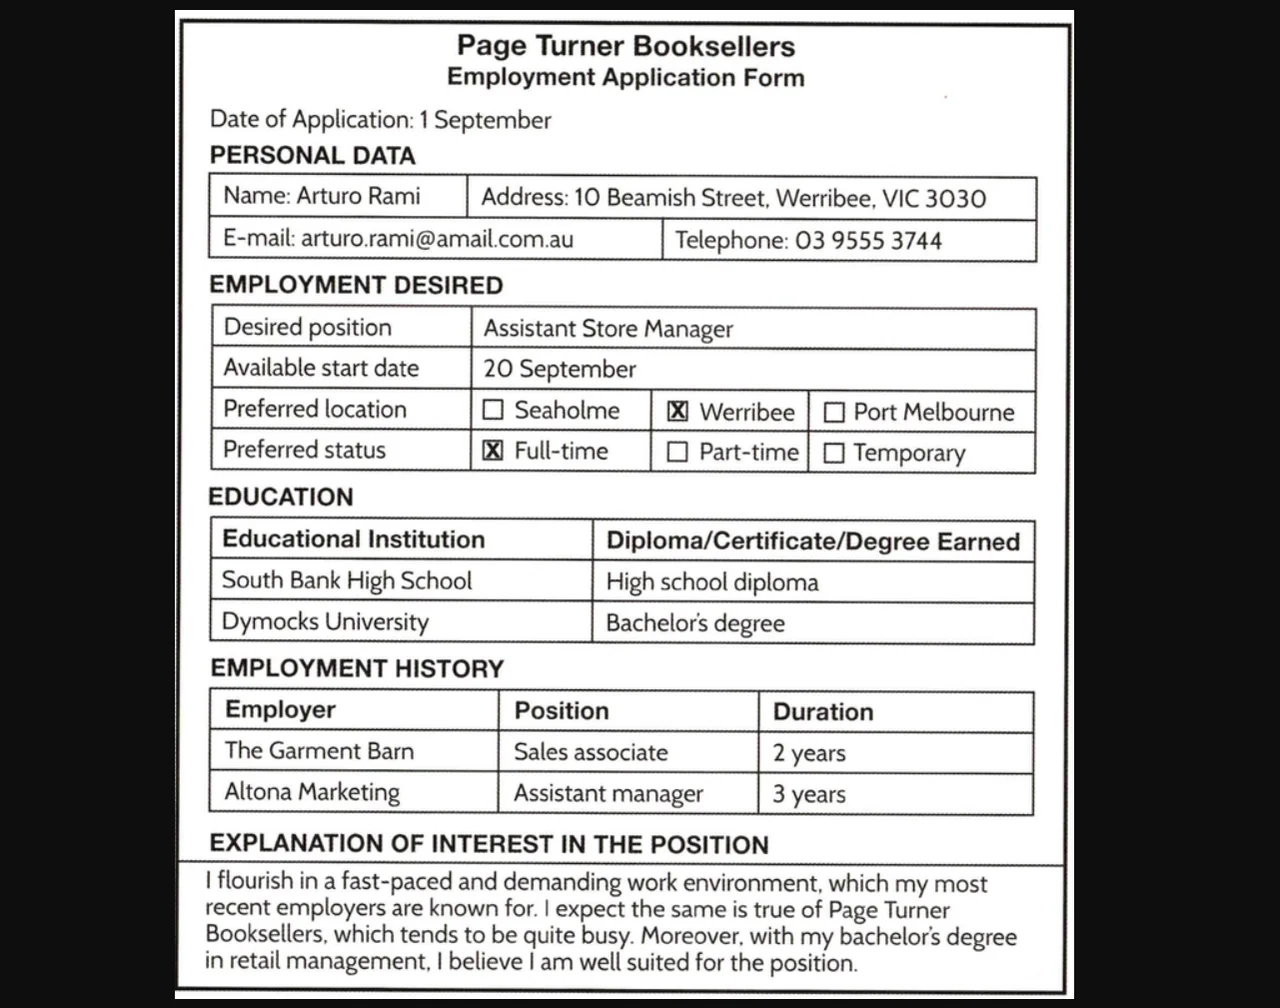 Page Turner Booksellers
Employment Application Form
Date of Application: 1 September
PERSONAL DATA
Name: Arturo Rami Address: 10 Beamish Street, Werribee, VIC 3030
E-mail: arturo.rami@amail.com.au Telephone: 03 9555 3744
EMPLOYMENT DESIRED
Desired position Assistant Store Manager
Available start date 20 September
Preferred location ☐ Seaholme ☒ Werribee ☐ Port Melbourne
Preferred status ☒ Full-time ☐ Part-time ☐ Temporary
EDUCATION
Educational Institution Diploma/Certificate/Degree Earned
South Bank High School High school diploma
Dymocks University Bachelor's degree
EMPLOYMENT HISTORY
Employer Position Duration
The Garment Barn Sales associate 2 years
Altona Marketing Assistant manager 3 years
EXPLANATION OF INTEREST IN THE POSITION
I flourish in a fast-paced and demanding work environment, which my most
recent employers are known for. I expect the same is true of Page Turner
Booksellers, which tends to be quite busy. Moreover, with my bachelor's degree
in retail management, I believe I am well suited for the position.